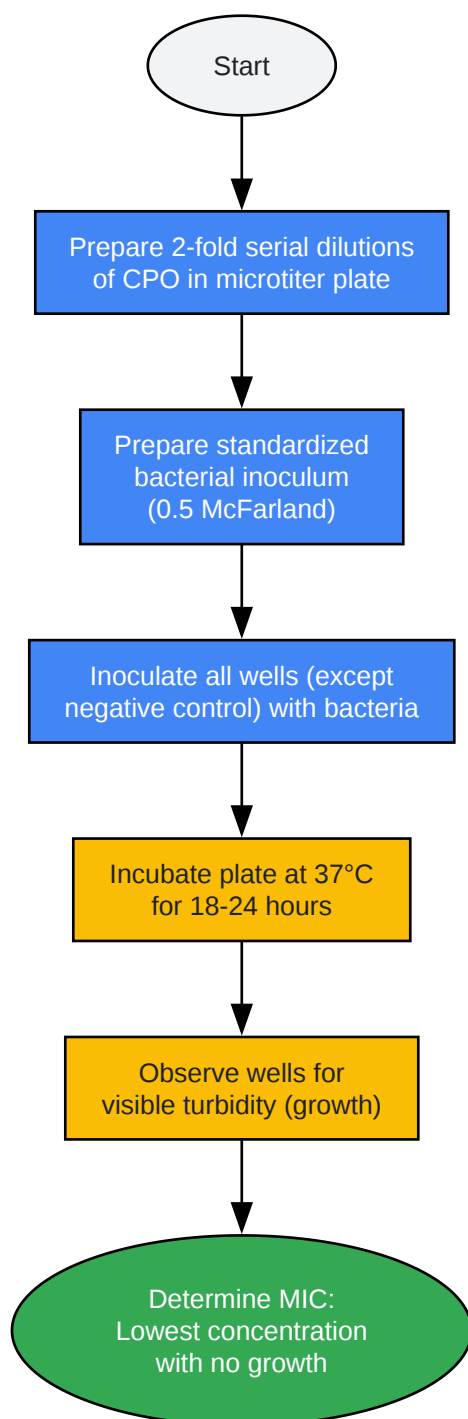 Start
Prepare 2-fold serial dilutions
of CPO in microtiter plate
Prepare standardized
bacterial inoculum
(0.5 McFarland)
Inoculate all wells (except
negative control) with bacteria
Incubate plate at 37°C
for 18-24 hours
Observe wells for
visible turbidity (growth)
Determine MIC:
Lowest concentration
with no growth